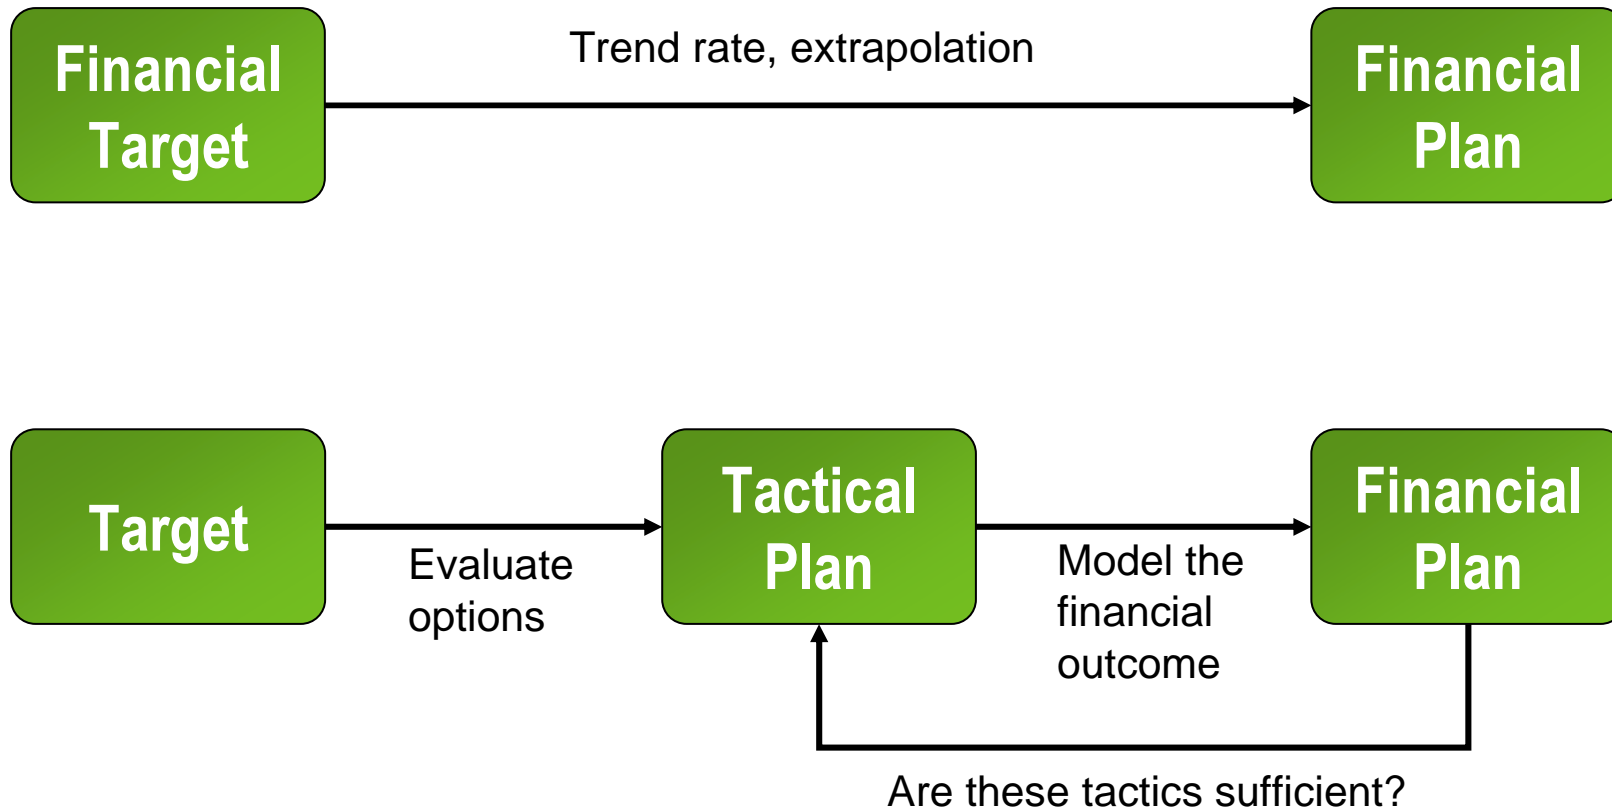 Financial
Target
Trend rate, extrapolation
Financial
Plan
Target
Evaluate
options
Tactical
Plan
Model the
financial
outcome
Financial
Plan
Are these tactics sufficient?